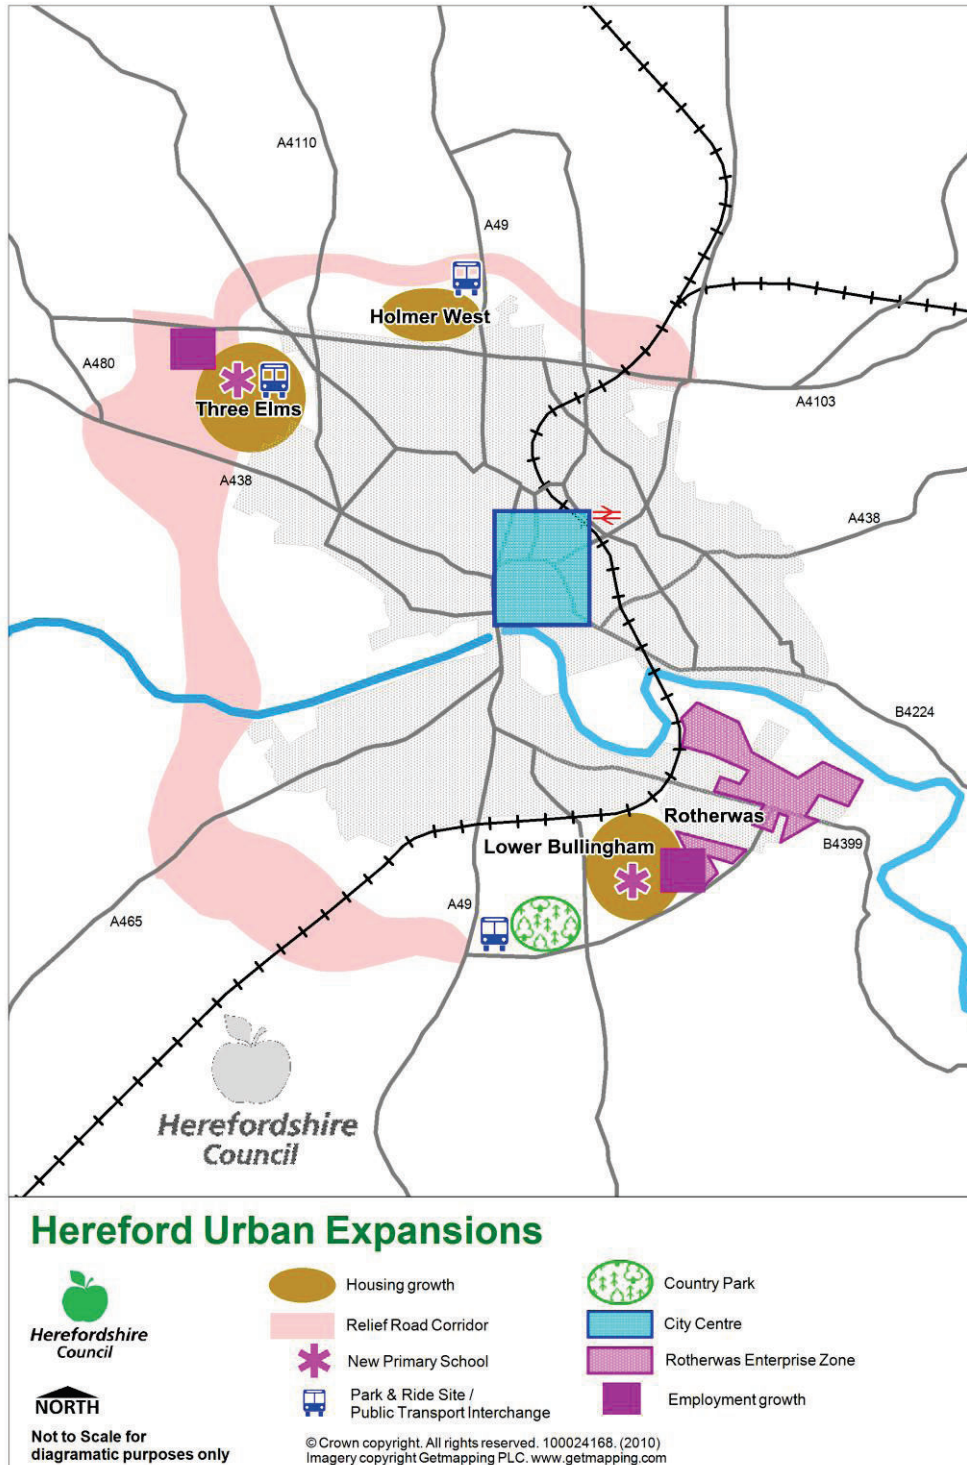 A4110
A49
Holmer West
A480
Three Elms
A4103
A438
A438
B4224
Rotherwas
Lower Bullingham
B4399
A49
A465
Herefordshire
Council
Hereford Urban Expansions
Herefordshire
Council
NORTH
Not to Scale for
diagramatic purposes only
Housing growth
Relief Road Corridor
New Primary School
Park & Ride Site /
Public Transport Interchange
Country Park
City Centre
Rotherwas Enterprise Zone
Employment growth
© Crown copyright. All rights reserved. 100024168. (2010)
Imagery copyright Getmapping PLC. www.getmapping.com